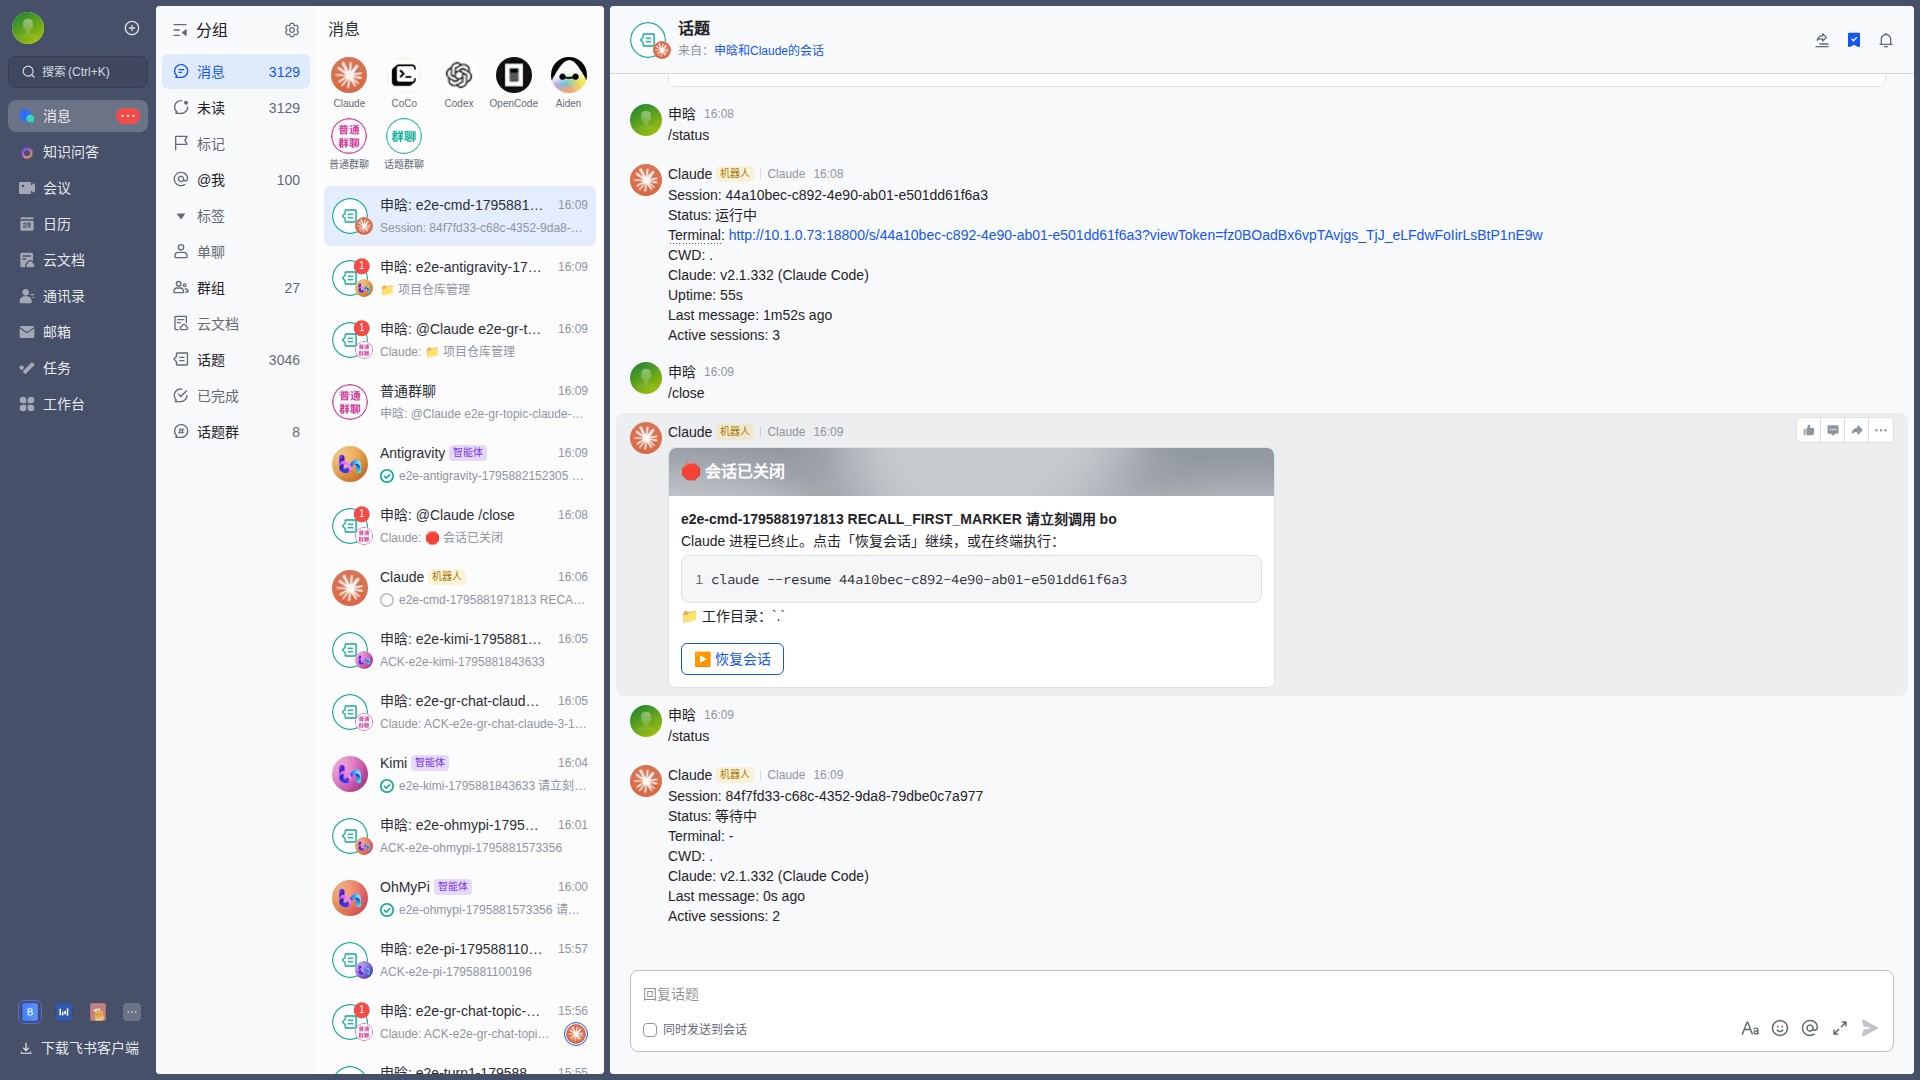 搜索 (Ctrl+K)
消息
知识问答
会议
日历
云文档
通讯录
邮箱
任务
工作台
下载飞书客户端
分组
消息 3129
未读 3129
标记
@我 100
标签
单聊
群组 27
云文档
话题 3046
已完成
话题群 8
消息
Claude
CoCo
Codex
OpenCode
Aiden
普通群聊
普通群聊
群聊
话题群聊
申晗: e2e-cmd-1795881... 16:09
Session: 84f7fd33-c68c-4352-9da8-...
1
申晗: e2e-antigravity-17... 16:09
📁 项目仓库管理
1
申晗: @Claude e2e-gr-t... 16:09
Claude: 📁 项目仓库管理
普通群聊
普通群聊 16:09
申晗: @Claude e2e-gr-topic-claude-...
Antigravity 智能体 16:09
e2e-antigravity-1795882152305 ...
1
申晗: @Claude /close 16:08
Claude: 🛑 会话已关闭
Claude 机器人 16:06
e2e-cmd-1795881971813 RECA...
申晗: e2e-kimi-1795881... 16:05
ACK-e2e-kimi-1795881843633
申晗: e2e-gr-chat-claud... 16:05
Claude: ACK-e2e-gr-chat-claude-3-1...
Kimi 智能体 16:04
e2e-kimi-1795881843633 请立刻...
申晗: e2e-ohmypi-1795... 16:01
ACK-e2e-ohmypi-1795881573356
OhMyPi 智能体 16:00
e2e-ohmypi-1795881573356 请...
申晗: e2e-pi-179588110... 15:57
ACK-e2e-pi-1795881100196
1
申晗: e2e-gr-chat-topic-... 15:56
Claude: ACK-e2e-gr-chat-topi...
申晗: e2e-turn1-179588... 15:55
话题
来自：申晗和Claude的会话
申晗 16:08
/status
Claude 机器人 | Claude 16:08
Session: 44a10bec-c892-4e90-ab01-e501dd61f6a3
Status: 运行中
Terminal: http://10.1.0.73:18800/s/44a10bec-c892-4e90-ab01-e501dd61f6a3?viewToken=fz0BOadBx6vpTAvjgs_TjJ_eLFdwFoIirLsBtP1nE9w
CWD: .
Claude: v2.1.332 (Claude Code)
Uptime: 55s
Last message: 1m52s ago
Active sessions: 3
申晗 16:09
/close
Claude 机器人 | Claude 16:09
🛑 会话已关闭
e2e-cmd-1795881971813 RECALL_FIRST_MARKER 请立刻调用 bo
Claude 进程已终止。点击「恢复会话」继续，或在终端执行：
1 claude --resume 44a10bec-c892-4e90-ab01-e501dd61f6a3
📁 工作目录：`.`
▶️ 恢复会话
申晗 16:09
/status
Claude 机器人 | Claude 16:09
Session: 84f7fd33-c68c-4352-9da8-79dbe0c7a977
Status: 等待中
Terminal: -
CWD: .
Claude: v2.1.332 (Claude Code)
Last message: 0s ago
Active sessions: 2
回复话题
同时发送到会话